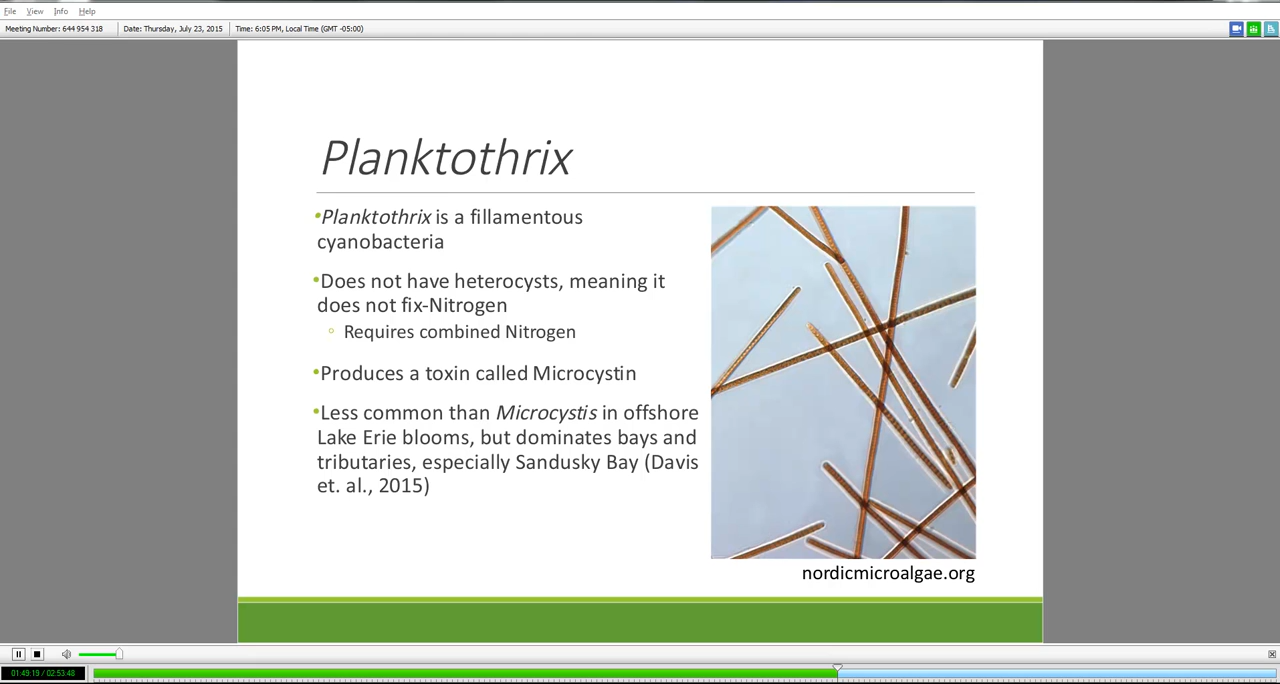 File View Info Help
Meeting Number: 644 954 318 Date: Thursday, July 23, 2015 Time: 6:05 PM, Local Time (GMT -05:00)
Planktothrix
•Planktothrix is a fillamentous
cyanobacteria
•Does not have heterocysts, meaning it
does not fix-Nitrogen
◦ Requires combined Nitrogen
•Produces a toxin called Microcystin
•Less common than Microcystis in offshore
Lake Erie blooms, but dominates bays and
tributaries, especially Sandusky Bay (Davis
et. al., 2015)
nordicmicroalgae.org
01:49:19 / 02:53:48